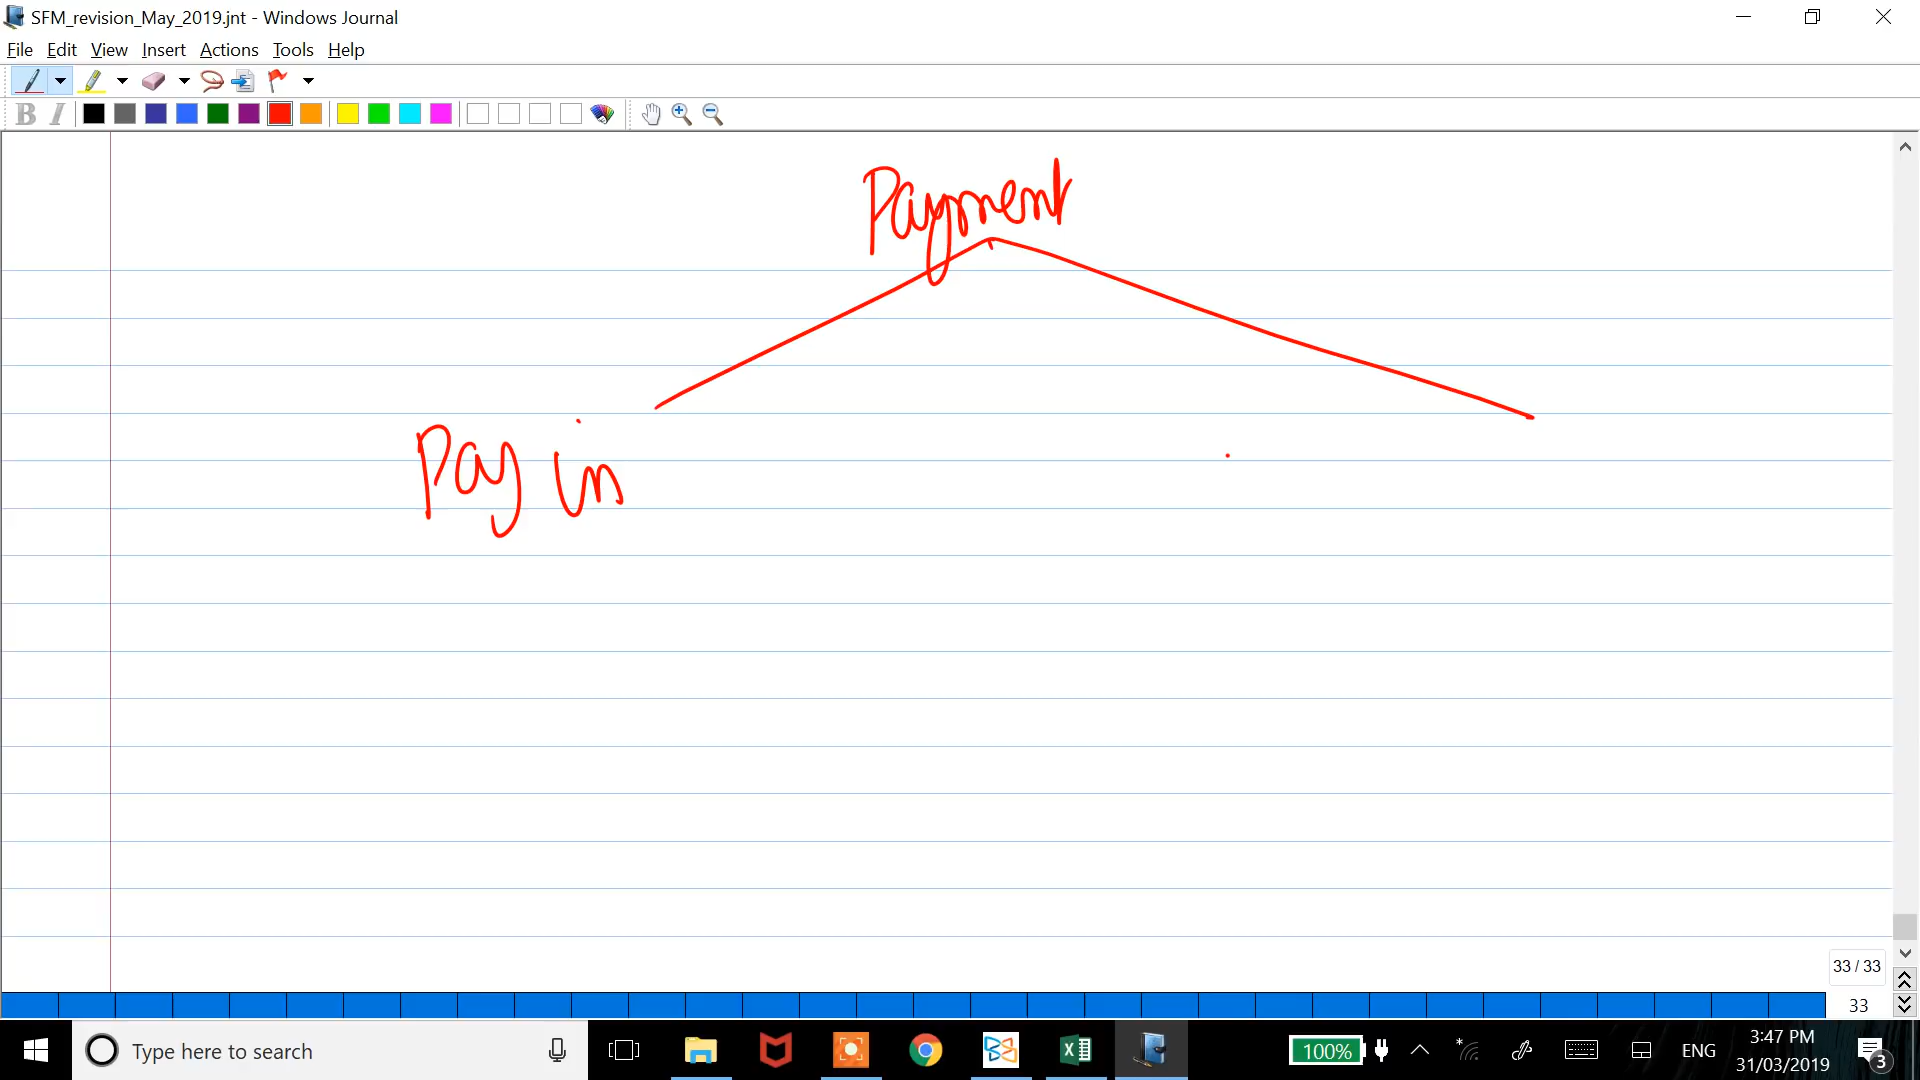 SFM_revision_May_2019.jnt - Windows Journal
File Edit View Insert Actions Tools Help
B I
Payment
Pay in
33 / 33
33
Type here to search
100%
ENG
3:47 PM
31/03/2019
3